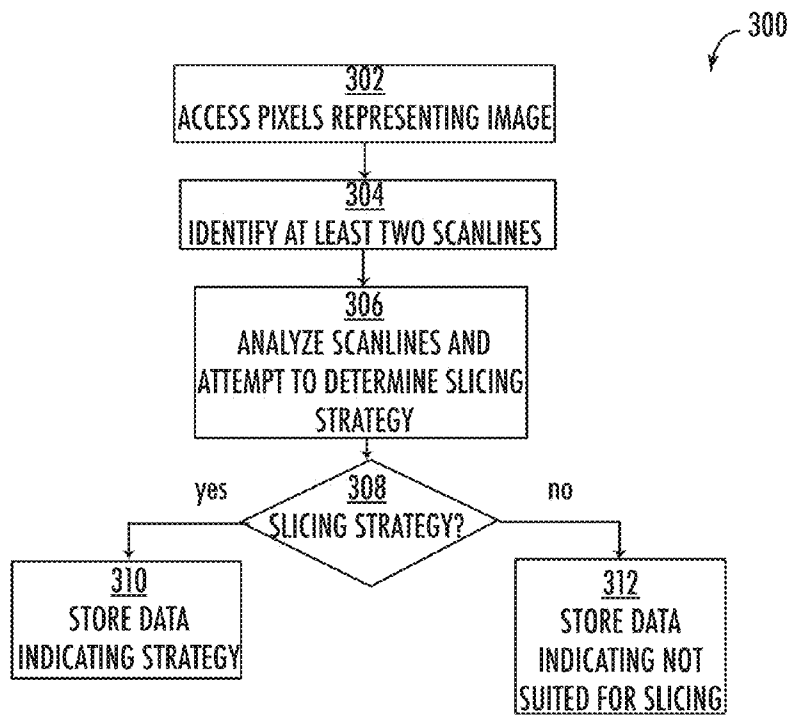 300
302
ACCESS PIXELS REPRESENTING IMAGE
304
IDENTIFY AT LEAST TWO SCANLINES
306
ANALYZE SCANLINES AND
ATTEMPT TO DETERMINE SLICING
STRATEGY
308
SLICING STRATEGY?
yes
no
310
STORE DATA
INDICATING STRATEGY
312
STORE DATA
INDICATING NOT
SUITED FOR SLICING